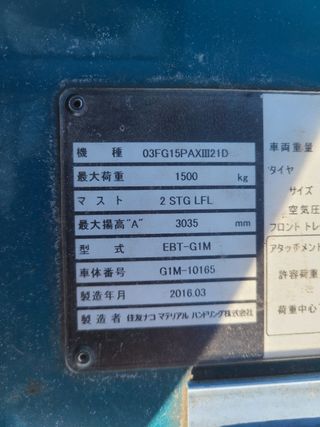 機 種 03FG15PAXⅢ21D
最大荷重 1500 kg
マスト 2 STG LFL
最大揚高"A" 3035 mm
型 式 EBT-G1M
車体番号 G1M-10165
製造年月 2016.03
製造者 住友ナコ マテリアル ハンドリング株式会社
車両重量
タイヤ
サイズ
空気圧
フロント トレ
アタッチメント
許容荷重
荷重中心